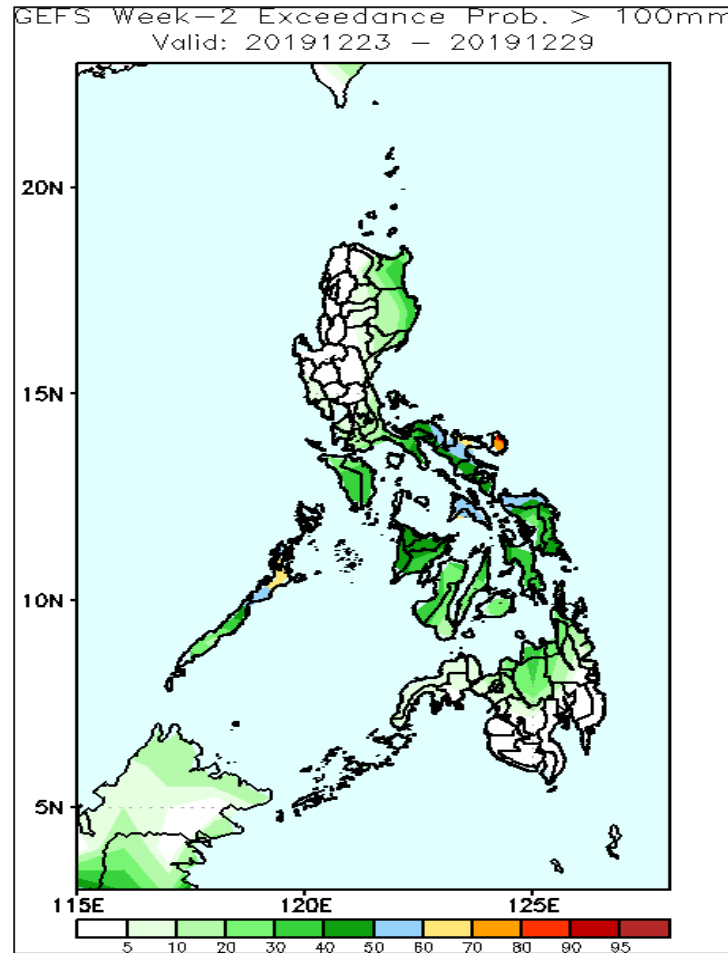 GEFS Week-2 Exceedance Prob. > 100mm
Valid: 20191223 - 20191229
20N
15N
10N
5N
115E 120E 125E
5 10 20 30 40 50 60 70 80 90 95